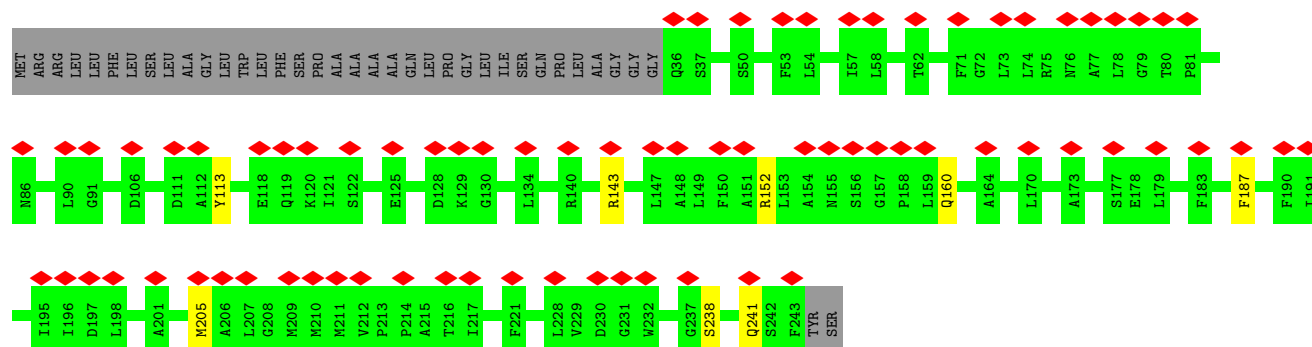 MET ARG ARG LEU LEU PHE LEU SER LEU LEU ALA GLY LEU TRP LEU PHE SER PRO ALA ALA ALA ALA GLN LEU PRO GLY LEU ILE SER GLN PRO LEU ALA GLY GLY GLY Q36 S37 S50 F53 L54 I57 L58 T62 F71 G72 L73 L74 R75 N76 A77 L78 G79 T80 P81
N86 L90 G91 D106 D111 A112 Y113 E118 Q119 K120 I121 S122 E125 D128 K129 G130 L134 R140 R143 L147 A148 L149 F150 A151 R152 L153 A154 N155 S156 G157 P158 L159 Q160 A164 L170 A173 S177 E178 L179 F183 F187 F190 I191
I195 I196 D197 L198 A201 M205 A206 L207 G208 M209 M210 M211 V212 P213 P214 A215 T216 I217 F221 L228 V229 D230 G231 W232 G237 S238 Q241 S242 F243 TYR SER